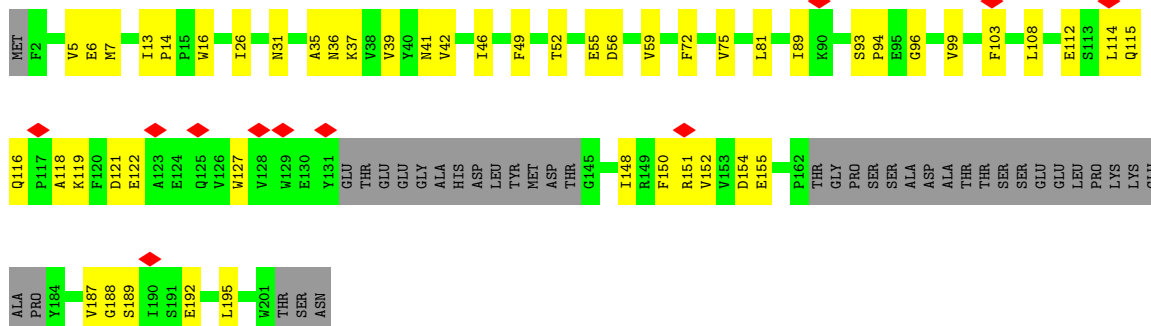 MET F2 V5 E6 M7 I13 P14 P15 W16 I26 N31 A35 N36 K37 V38 V39 Y40 N41 V42 I46 F49 T52 E55 D56 V59 F72 V75 L81 I89 K90 S93 P94 E95 G96 V99 F103 L108 E112 S113 L114 Q115
Q116 P117 A118 K119 F120 D121 E122 A123 E124 Q125 V126 W127 V128 W129 E130 Y131 GLU THR GLU GLU GLY ALA HIS ASP LEU TYR MET ASP THR G145 I148 R149 F150 R151 V152 V153 D154 E155 P162 THR GLY PRO SER SER ALA ASP ALA THR THR SER SER GLU GLU LEU PRO LYS LYS
ALA PRO Y184 V187 G188 S189 I190 S191 E192 L195 W201 THR SER ASN